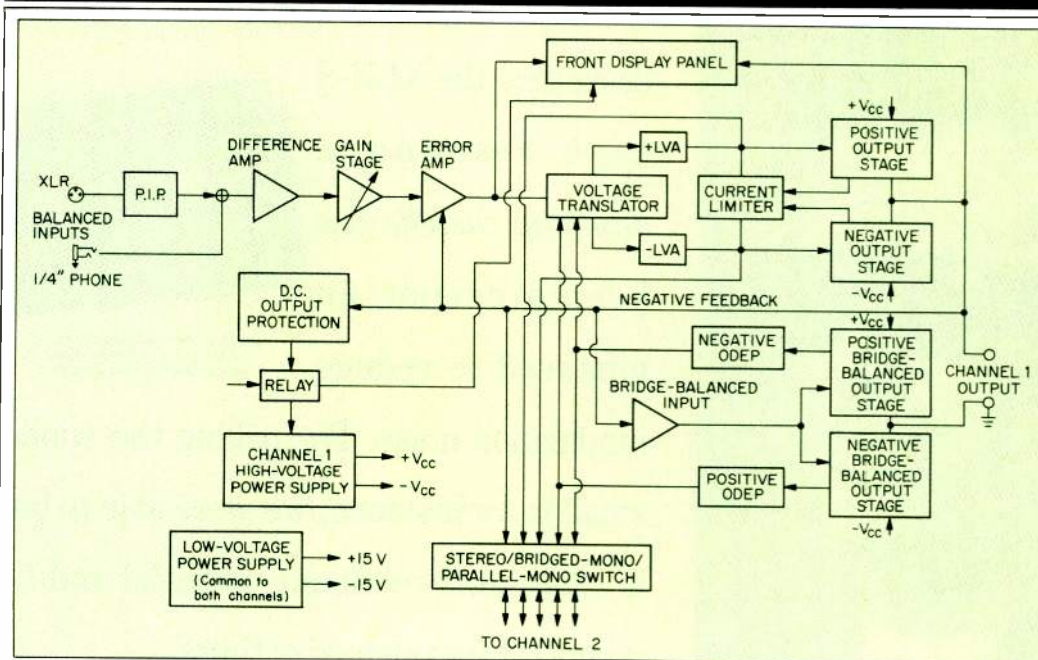 FRONT DISPLAY PANEL
DIFFERENCE
AMP
GAIN
STAGE
ERROR
AMP
XLR
P.I.P.
BALANCED
INPUTS
1/4" PHONE
+LVA
VOLTAGE
TRANSLATOR
-LVA
CURRENT
LIMITER
+VCC
POSITIVE
OUTPUT
STAGE
NEGATIVE
OUTPUT
STAGE
-VCC
D.C.
OUTPUT
PROTECTION
NEGATIVE FEEDBACK
+VCC
NEGATIVE
ODEP
POSITIVE
BRIDGE-
BALANCED
OUTPUT
STAGE
CHANNEL 1
OUTPUT
RELAY
BRIDGE-BALANCED
INPUT
CHANNEL 1
HIGH-VOLTAGE
POWER SUPPLY
+VCC
-VCC
POSITIVE
ODEP
NEGATIVE
BRIDGE-
BALANCED
OUTPUT
STAGE
-VCC
LOW-VOLTAGE
POWER SUPPLY
(Common to
both channels)
+15 V
-15 V
STEREO/BRIDGED-MONO/
PARALLEL-MONO SWITCH
TO CHANNEL 2